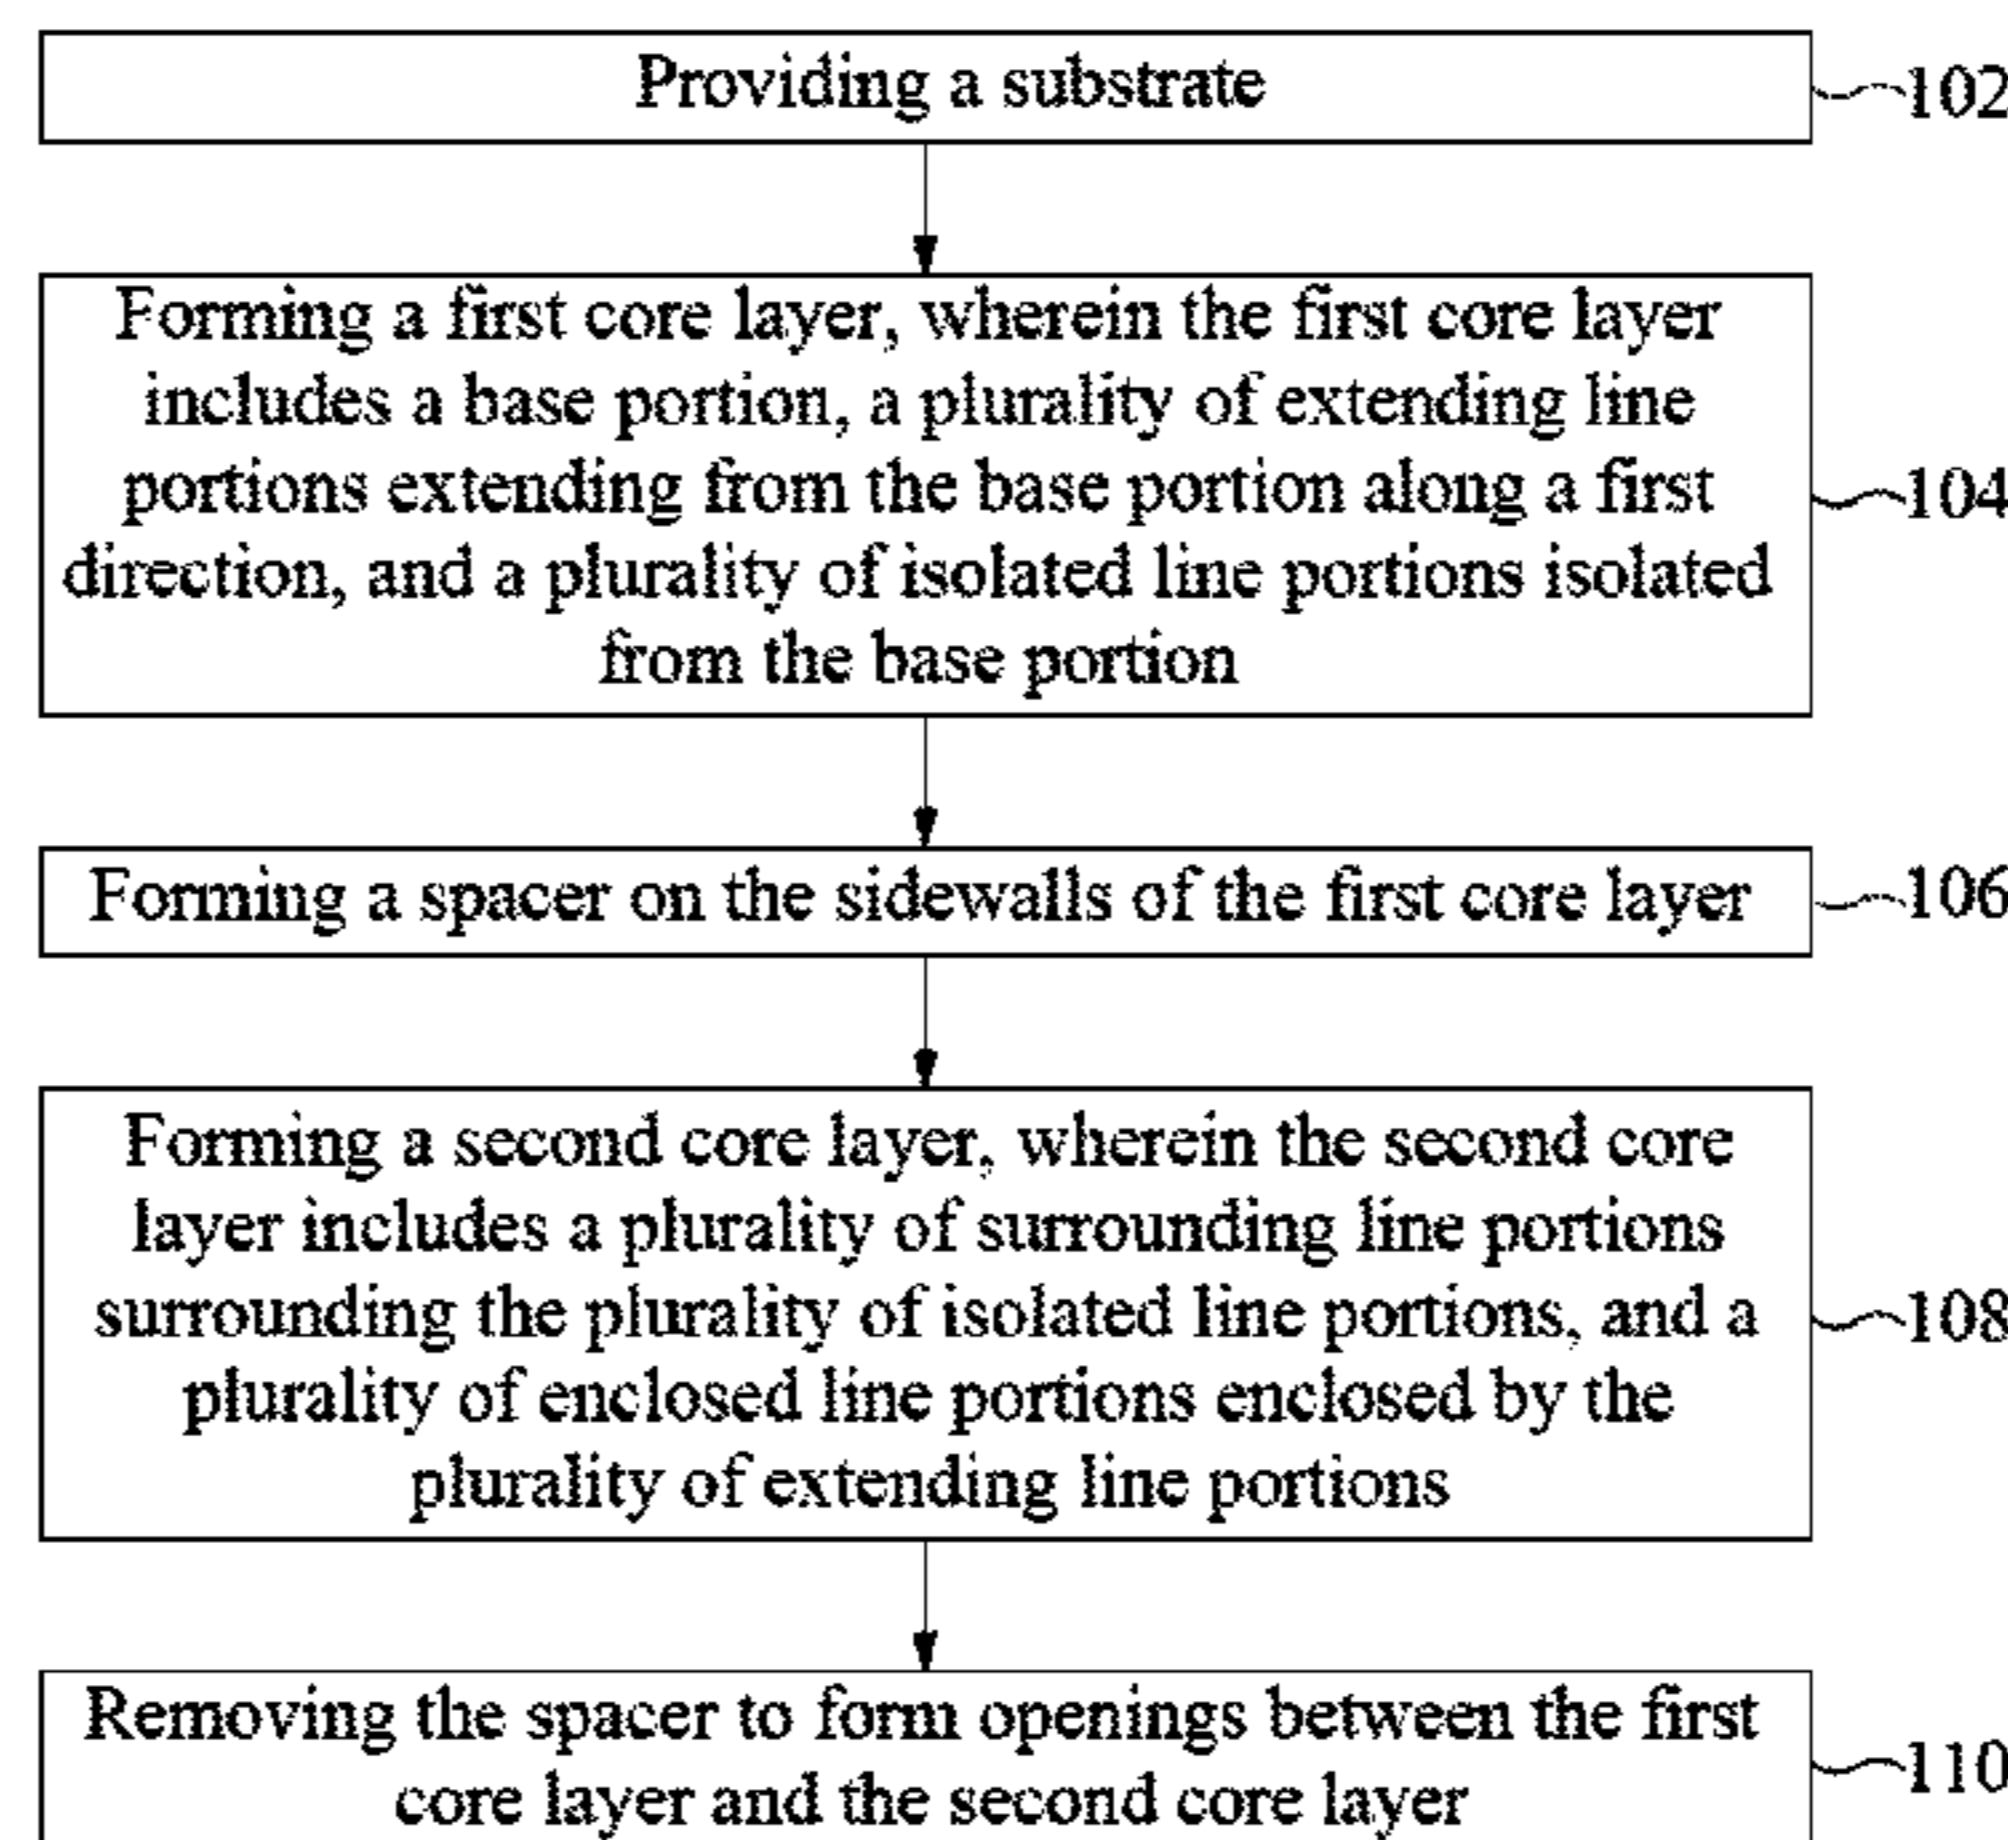 Providing a substrate
102
Forming a first core layer, wherein the first core layer
includes a base portion, a plurality of extending line
portions extending from the base portion along a first
direction, and a plurality of isolated line portions isolated
from the base portion
104
Forming a spacer on the sidewalls of the first core layer
106
Forming a second core layer, wherein the second core
layer includes a plurality of surrounding line portions
surrounding the plurality of isolated line portions, and a
plurality of enclosed line portions enclosed by the
plurality of extending line portions
108
Removing the spacer to form openings between the first
core layer and the second core layer
110